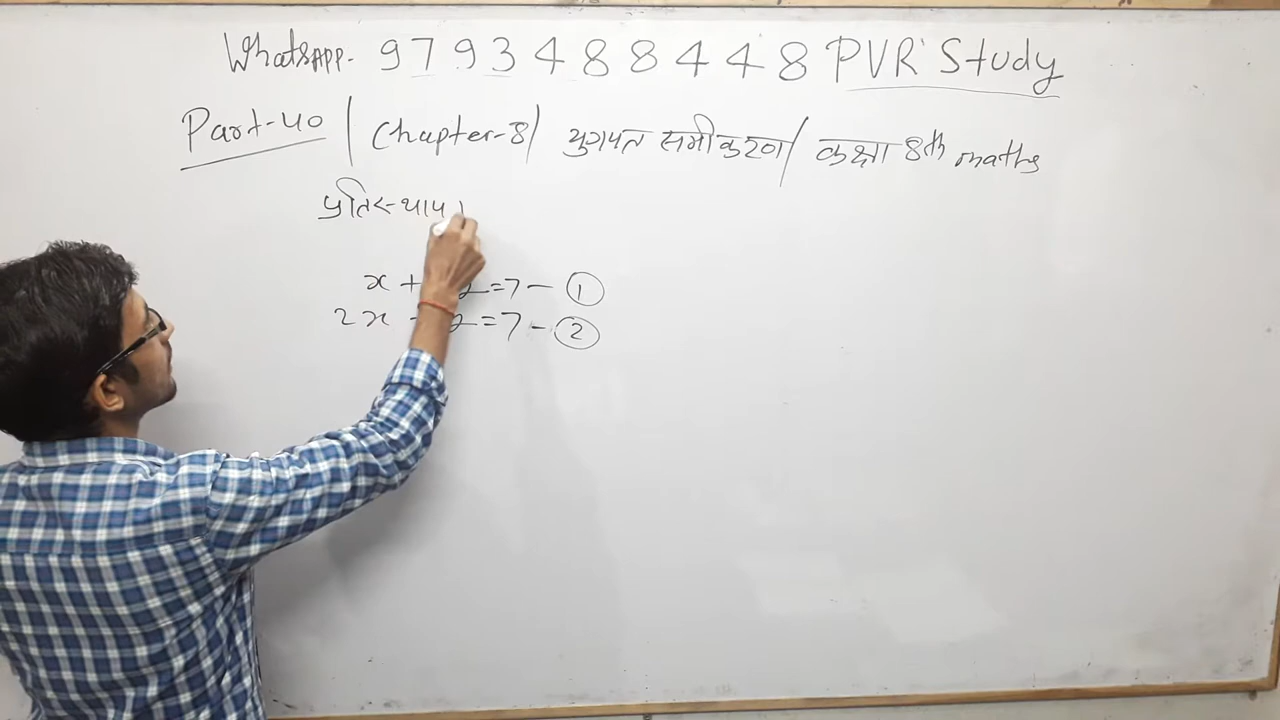 WhatsApp- 9793488448 PVR Study
Part-40 | Chapter-8 | युगपत समीकरण / कक्षा 8th maths
प्रतिस्थाप
x + = 7 - 1
2x = 7 - 2